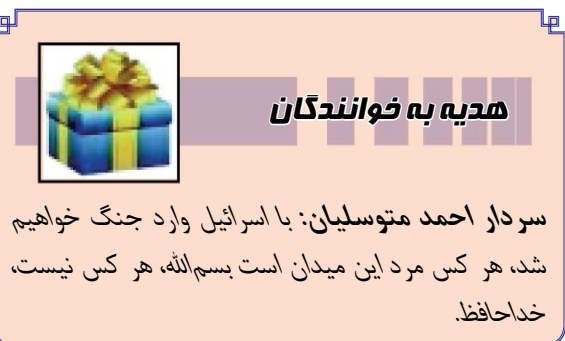 هدیه به خوانندگان
سردار احمد متوسلیان: با اسرائیل وارد جنگ خواهیم
شد، هر کس مرد این میدان است بسم‌الله، هر کس نیست،
خداحافظ.